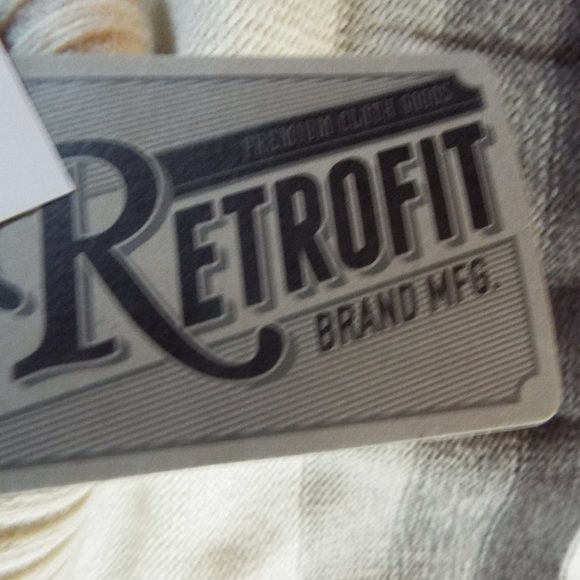 PREMIUM CLOTH GOODS
RETROFIT
BRAND MFG.